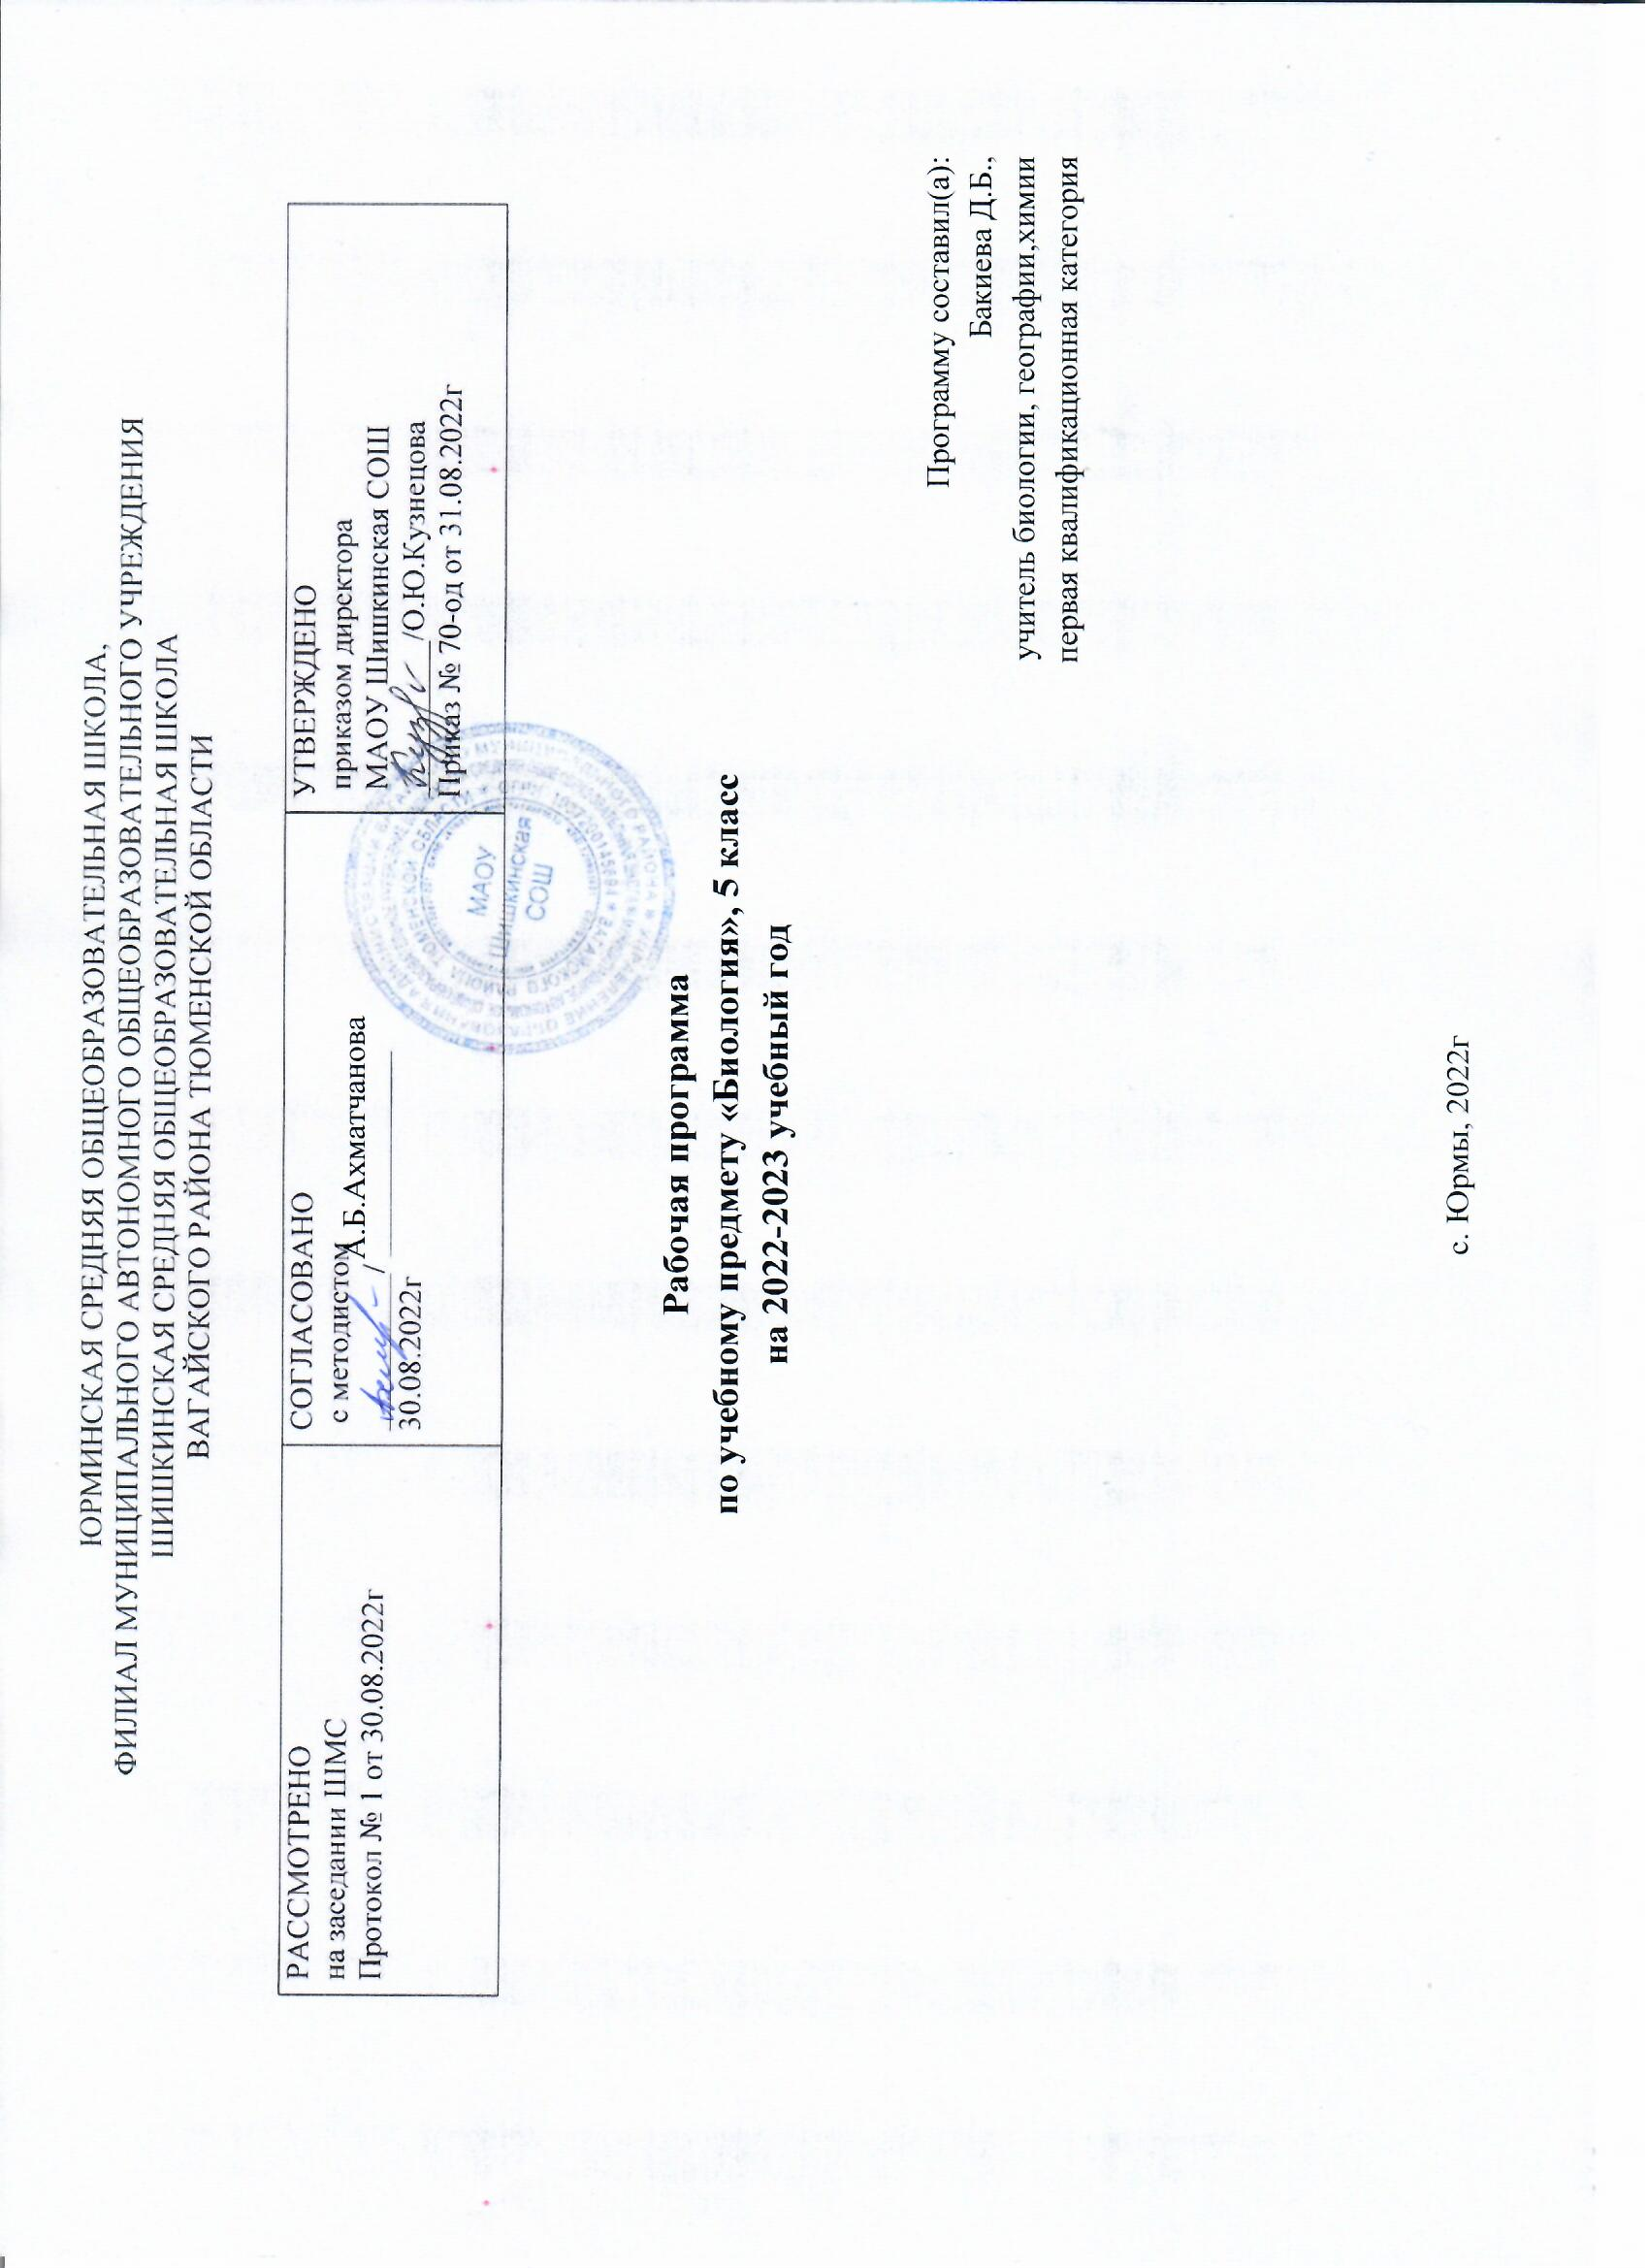 ЮРМИНСКАЯ СРЕДНЯЯ ОБЩЕОБРАЗОВАТЕЛЬНАЯ ШКОЛА,
ФИЛИАЛ МУНИЦИПАЛЬНОГО АВТОНОМНОГО ОБЩЕОБРАЗОВАТЕЛЬНОГО УЧРЕЖДЕНИЯ
ШИШКИНСКАЯ СРЕДНЯЯ ОБЩЕОБРАЗОВАТЕЛЬНАЯ ШКОЛА
ВАГАЙСКОГО РАЙОНА ТЮМЕНСКОЙ ОБЛАСТИ
РАССМОТРЕНО
на заседании ШМС
Протокол № 1 от 30.08.2022г
СОГЛАСОВАНО
с методистом
/ А.Б.Ахматчанова
30.08.2022г
УТВЕРЖДЕНО
приказом директора
МАОУ Шишкинская СОШ
/О.Ю.Кузнецова
Приказ № 70-од от 31.08.2022г
МАОУ
Шишкинская
СОШ
Рабочая программа
по учебному предмету «Биология», 5 класс
на 2022-2023 учебный год
Программу составил(а):
Бакиева Д.Б.,
учитель биологии, географии,химии
первая квалификационная категория
с. Юрмы, 2022г